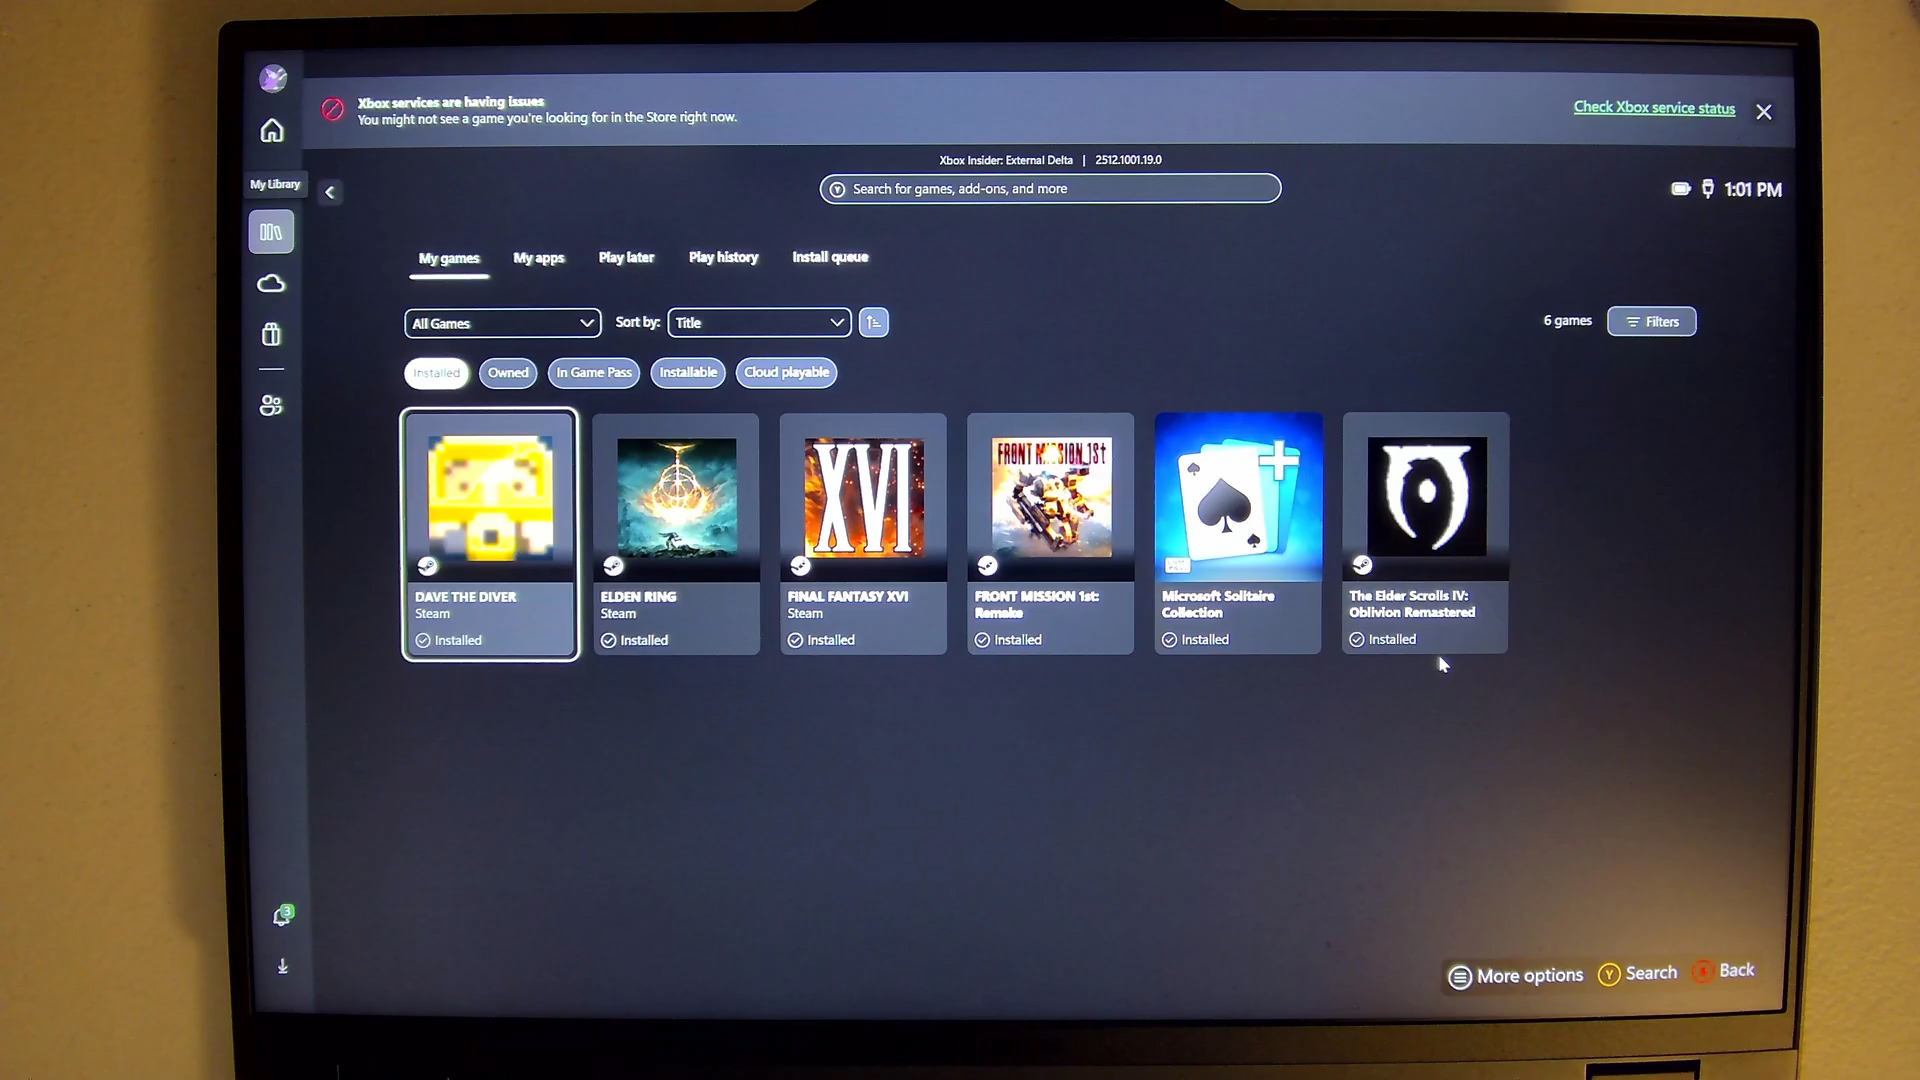 Xbox services are having issues
You might not see a game you're looking for in the Store right now.
Check Xbox service status
Xbox Insider: External Delta | 2512.1001.19.0
My Library
Search for games, add-ons, and more
1:01 PM
My games
My apps
Play later
Play history
Install queue
All Games
Sort by:
Title
6 games
Filters
Installed
Owned
In Game Pass
Installable
Cloud playable
XVI
FRONT MISSION 1st
DAVE THE DIVER
Steam
Installed
ELDEN RING
Steam
Installed
FINAL FANTASY XVI
Steam
Installed
FRONT MISSION 1st:
Remake
Installed
Microsoft Solitaire
Collection
Installed
The Elder Scrolls IV:
Oblivion Remastered
Installed
3
More options
Y Search
Back